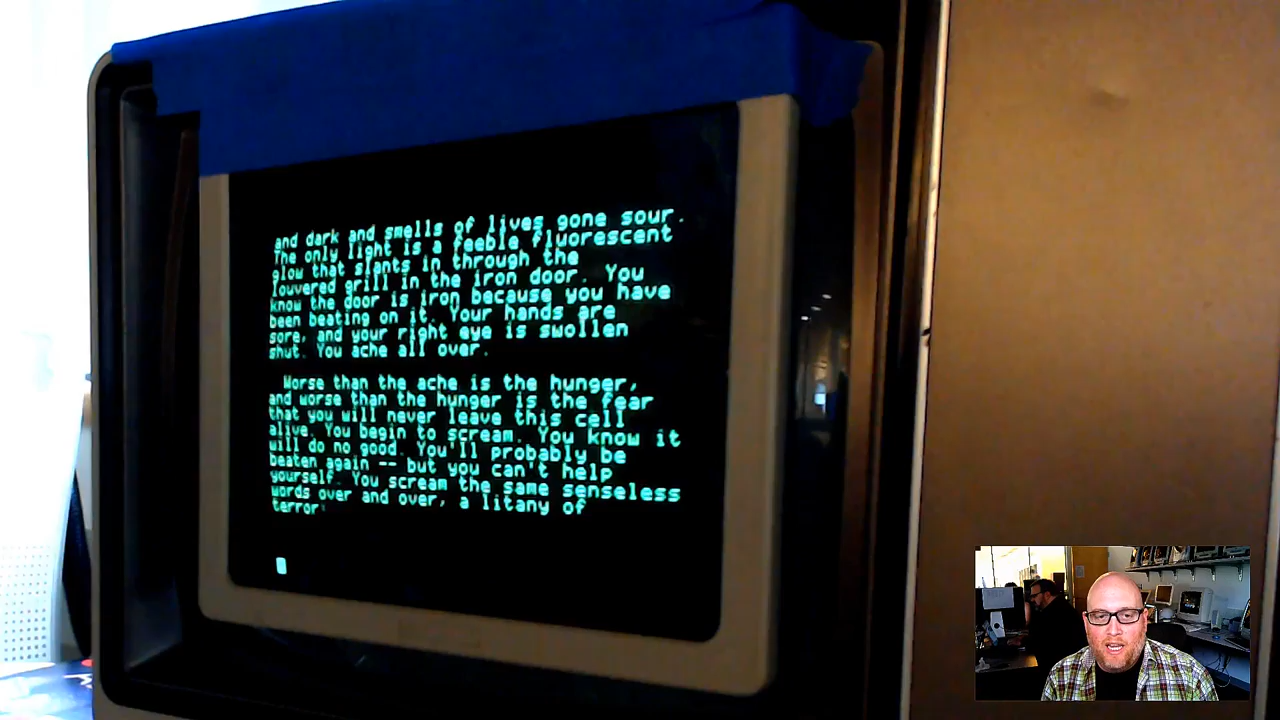 and dark and smells of lives gone sour.
The only light is a feeble fluorescent
glow that slants in through the
louvered grill in the iron door. You
know the door is iron because you have
been beating on it. Your hands are
sore, and your right eye is swollen
shut. You ache all over.
Worse than the ache is the hunger,
and worse than the hunger is the fear
that you will never leave this cell
alive. You begin to scream. You know it
will do no good. You'll probably be
beaten again -- but you can't help
yourself. You scream the same senseless
words over and over, a litany of
terror: